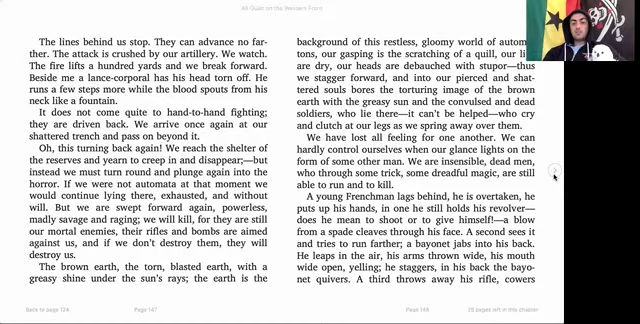 All Quiet on the Western Front
The lines behind us stop. They can advance no far-
ther. The attack is crushed by our artillery. We watch.
The fire lifts a hundred yards and we break forward.
Beside me a lance-corporal has his head torn off. He
runs a few steps more while the blood spouts from his
neck like a fountain.
It does not come quite to hand-to-hand fighting;
they are driven back. We arrive once again at our
shattered trench and pass on beyond it.
Oh, this turning back again! We reach the shelter of
the reserves and yearn to creep in and disappear;—but
instead we must turn round and plunge again into the
horror. If we were not automata at that moment we
would continue lying there, exhausted, and without
will. But we are swept forward again, powerless,
madly savage and raging; we will kill, for they are still
our mortal enemies, their rifles and bombs are aimed
against us, and if we don't destroy them, they will
destroy us.
The brown earth, the torn, blasted earth, with a
greasy shine under the sun's rays; the earth is the
Back to page 124
Page 147
background of this restless, gloomy world of automa-
tons, our gasping is the scratching of a quill, our li
are dry, our heads are debauched with stupor—thus
we stagger forward, and into our pierced and shat-
tered souls bores the torturing image of the brown
earth with the greasy sun and the convulsed and dead
soldiers, who lie there—it can't be helped—who cry
and clutch at our legs as we spring away over them.
We have lost all feeling for one another. We can
hardly control ourselves when our glance lights on the
form of some other man. We are insensible, dead men,
who through some trick, some dreadful magic, are still
able to run and to kill.
A young Frenchman lags behind, he is overtaken, he
puts up his hands, in one he still holds his revolver—
does he mean to shoot or to give himself!—a blow
from a spade cleaves through his face. A second sees it
and tries to run farther; a bayonet jabs into his back.
He leaps in the air, his arms thrown wide, his mouth
wide open, yelling; he staggers, in his back the bayo-
net quivers. A third throws away his rifle, cowers
Page 148
25 pages left in this chapter